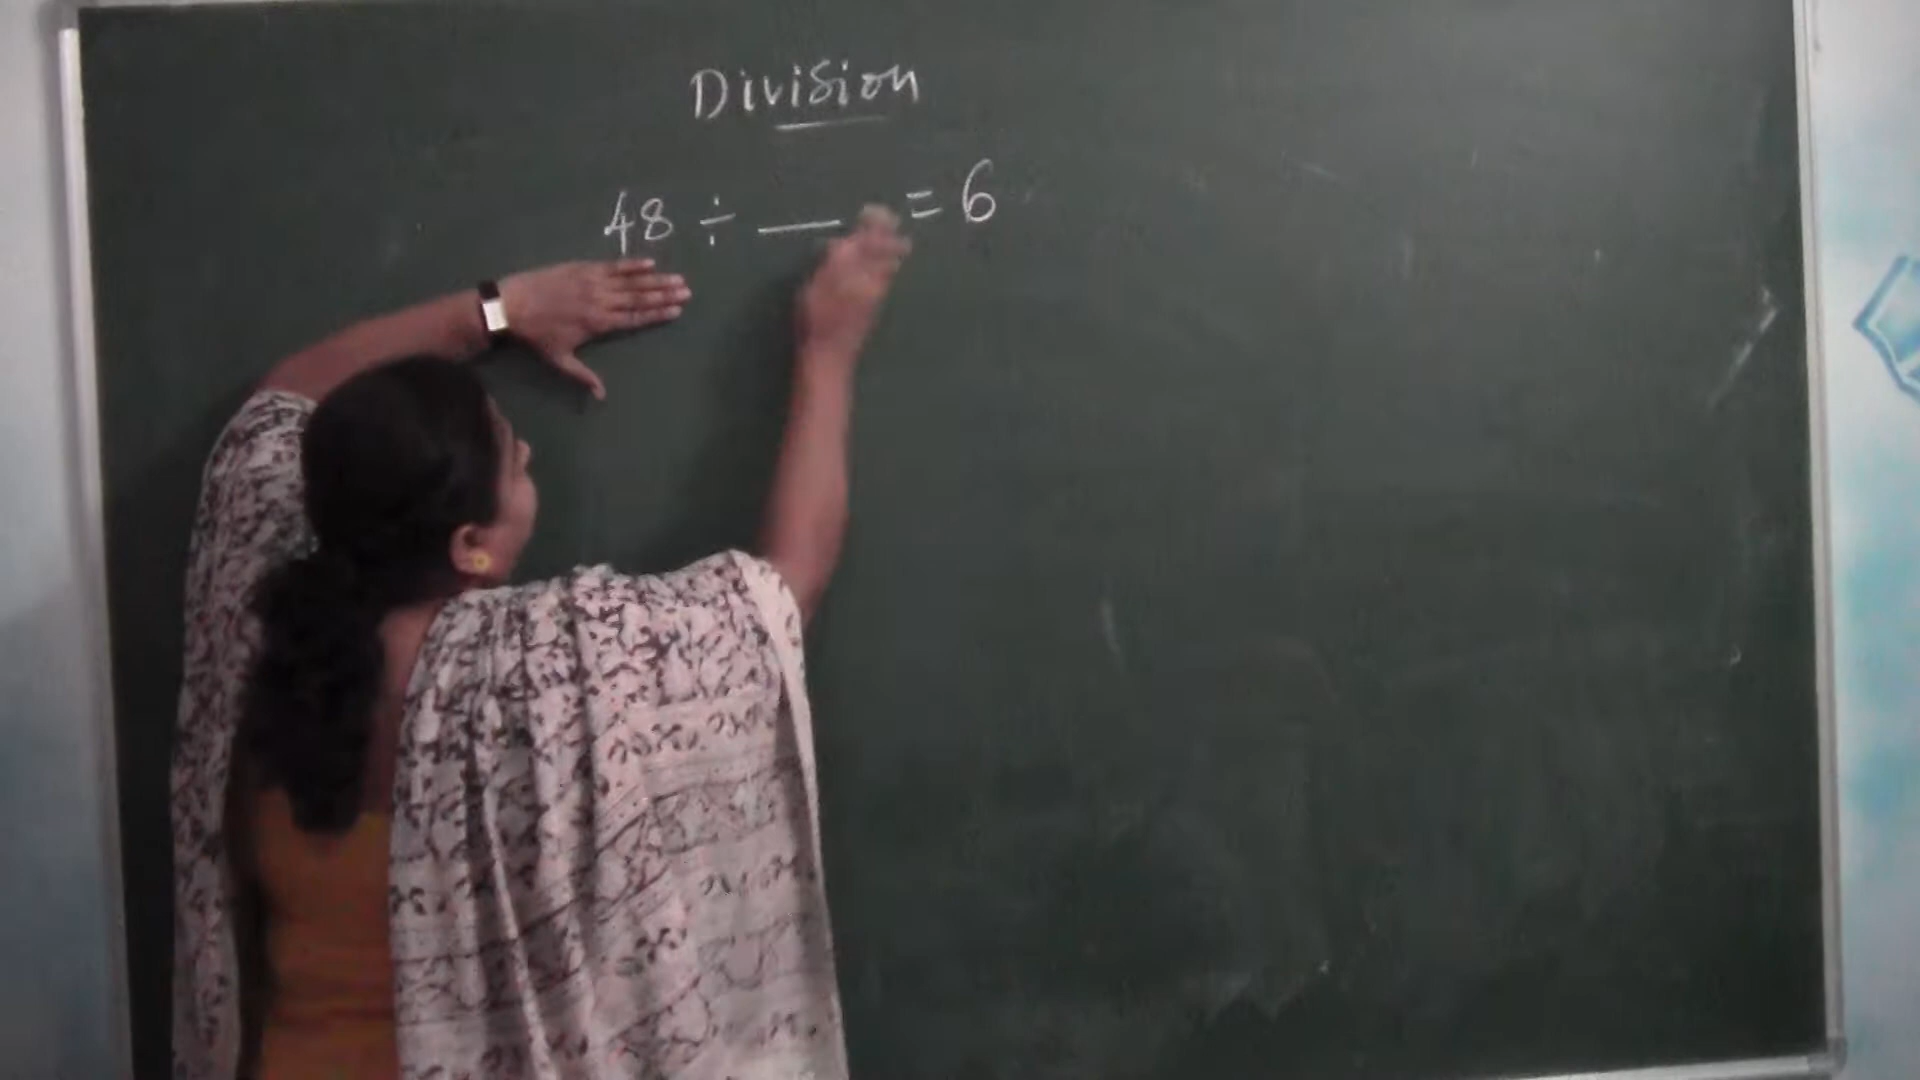 Division
48 ÷ ___ = 6